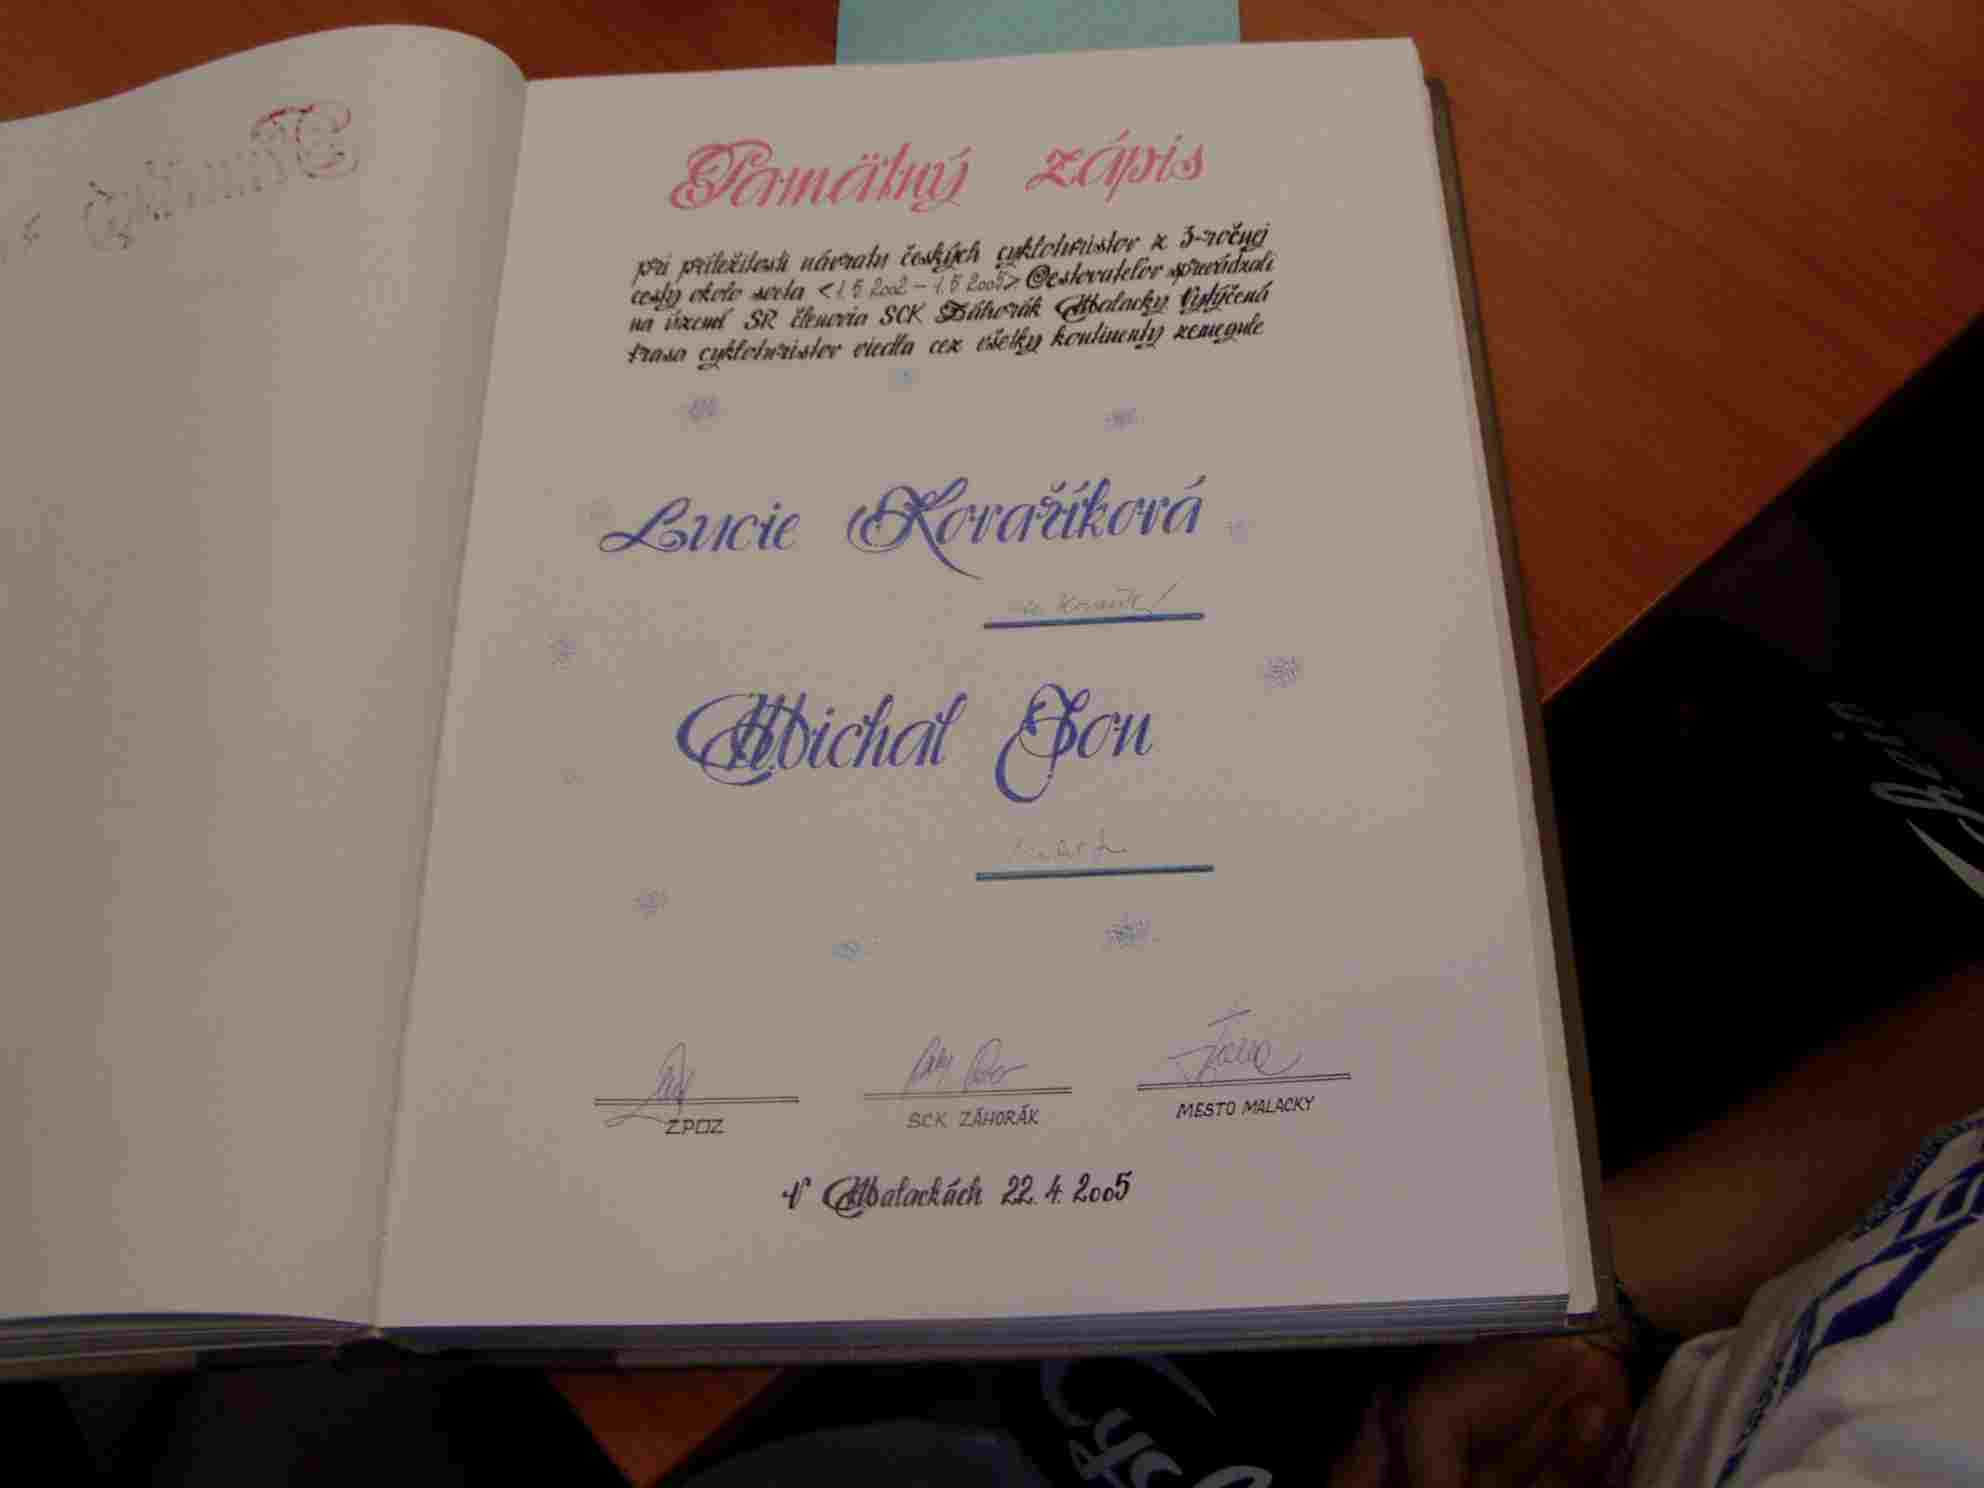 Pamätný zápis
pri príležitosti návratu českých cykloturistov z 3-ročnej
cesty okolo sveta <1.5 2002 – 1.5 2005>. Cestovateľov sprevádzali
na území SR členovia SCK Záhorák Malacky Vytýčená
trasa cykloturistov viedla cez všetky kontinenty zemegule
Lucie Kovaříková
Michal Jon
ZPOZ
SCK ZÁHORÁK
MESTO MALACKY
V Malackách 22. 4. 2005